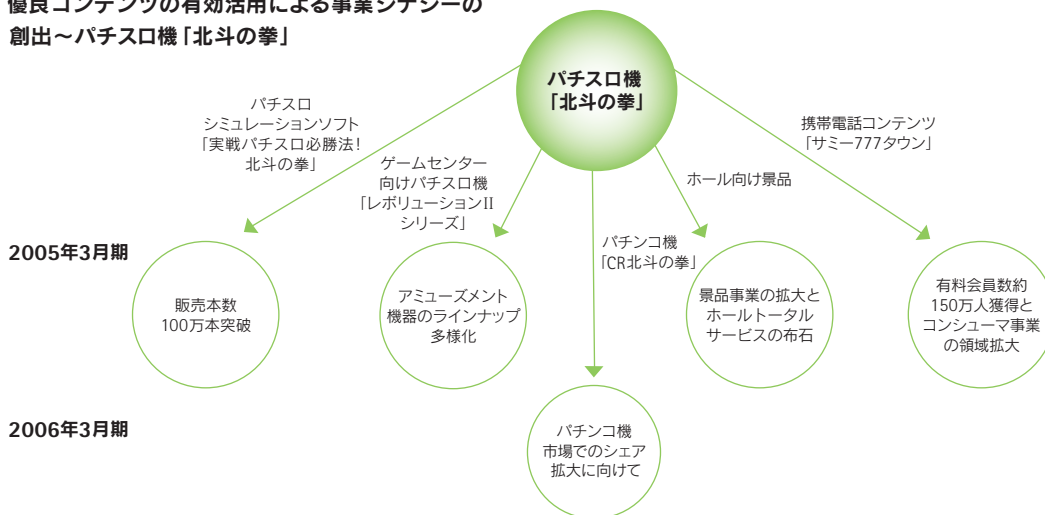 優良コンテンツの有効活用による事業シナジーの
創出〜パチスロ機「北斗の拳」
パチスロ機
「北斗の拳」
パチスロ
シミュレーションソフト
「実戦パチスロ必勝法!
北斗の拳」
ゲームセンター
向けパチスロ機
「レボリューションII
シリーズ」
パチンコ機
「CR北斗の拳」
ホール向け景品
携帯電話コンテンツ
「サミー777タウン」
2005年3月期
販売本数
100万本突破
アミューズメント
機器のラインナップ
多様化
景品事業の拡大と
ホールトータル
サービスの布石
有料会員数約
150万人獲得と
コンシューマ事業
の領域拡大
2006年3月期
パチンコ機
市場でのシェア
拡大に向けて